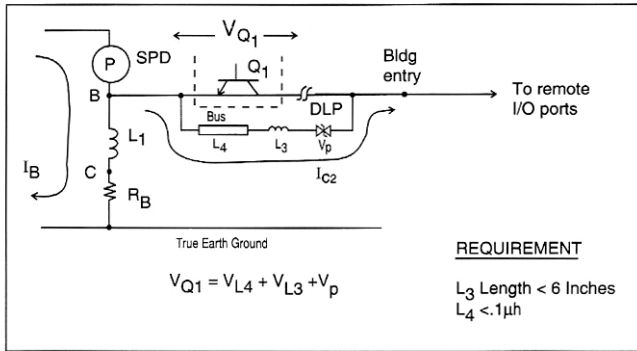 V Q1
P SPD
Q1
Bldg
entry
B
DLP
To remote
I/O ports
Bus
L1
L4 L3 Vp
IB
C
IC2
RB
True Earth Ground
VQ1 = VL4 + VL3 +Vp
REQUIREMENT
L3 Length < 6 Inches
L4 <.1µh